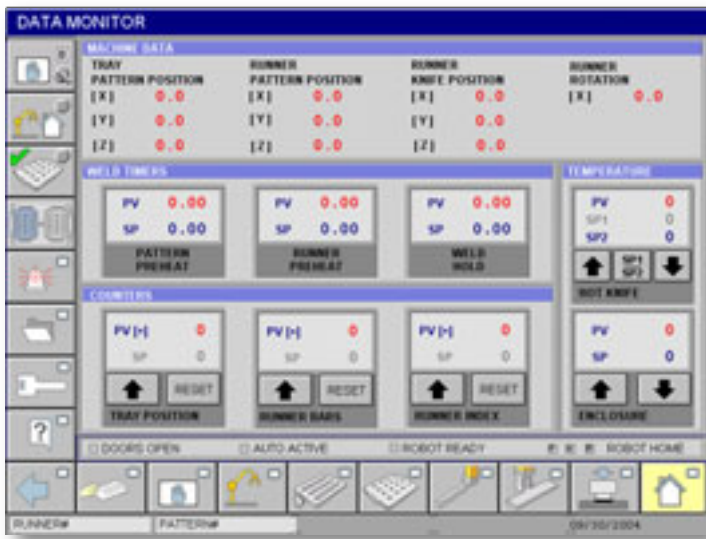 DATA MONITOR
MACHINE DATA
TRAY PATTERN POSITION
[X] 0.0
[Y] 0.0
[Z] 0.0
RUNNER PATTERN POSITION
[X] 0.0
[Y] 0.0
[Z] 0.0
RUNNER KNIFE POSITION
[X] 0.0
[Y] 0.0
[Z] 0.0
RUNNER ROTATION
[X] 0.0
WELD TIMERS
PV 0.00
SP 0.00
PATTERN PREHEAT
PV 0.00
SP 0.00
RUNNER PREHEAT
PV 0.00
SP 0.00
WELD HOLD
TEMPERATURE
PV 0
SP1 0
SP2 0
SP1
SP2
HOT KNIFE
COUNTERS
PV [+] 0
SP 0
RESET
TRAY POSITION
PV [+] 0
SP 0
RESET
RUNNER BARS
PV [+] 0
SP 0
RESET
RUNNER INDEX
PV 0
SP 0
ENCLOSURE
DOORS OPEN
AUTO ACTIVE
ROBOT READY
ROBOT HOME
RUNNER#
PATTERN#
09/30/2004